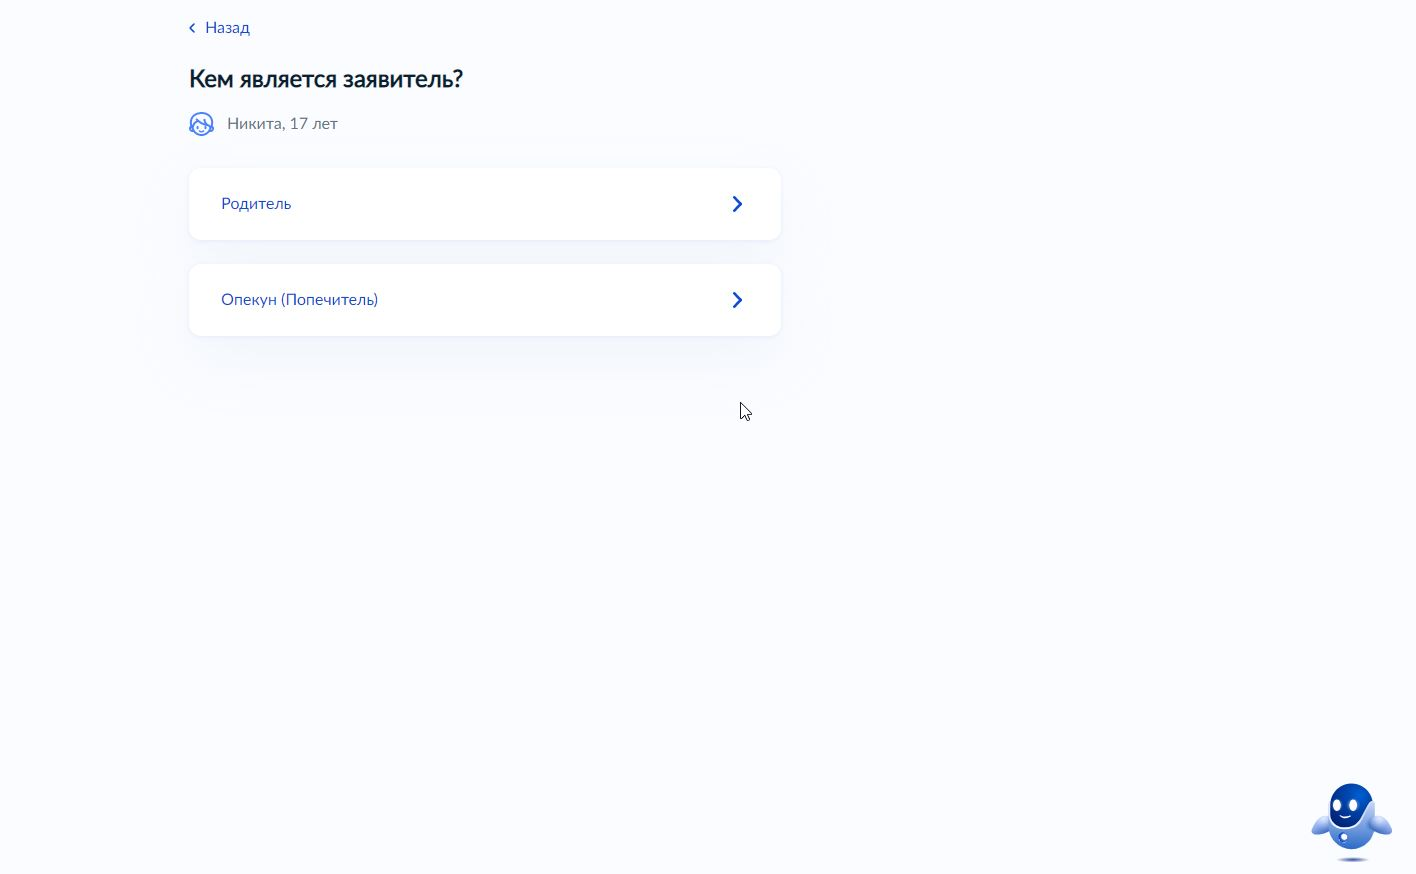 Назад
Кем является заявитель?
Никита, 17 лет
Родитель
Опекун (Попечитель)